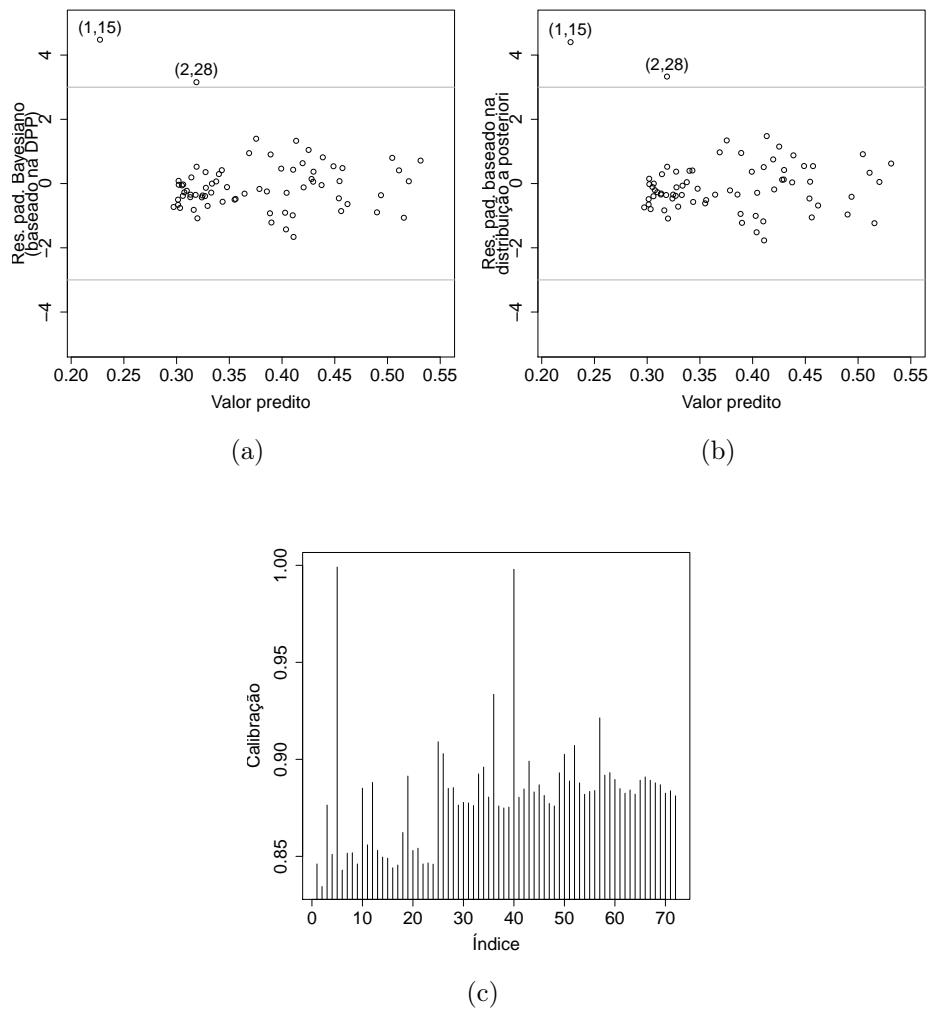 (1,15)
(2,28)
4
2
0
−2
−4
Res. pad. Bayesiano
(baseado na DPP)
0.20 0.25 0.30 0.35 0.40 0.45 0.50 0.55
Valor predito
(a)
(1,15)
(2,28)
4
2
0
−2
−4
Res. pad. baseado na
distribuição a posteriori
0.20 0.25 0.30 0.35 0.40 0.45 0.50 0.55
Valor predito
(b)
1.00
0.95
0.90
0.85
Calibração
0 10 20 30 40 50 60 70
Índice
(c)